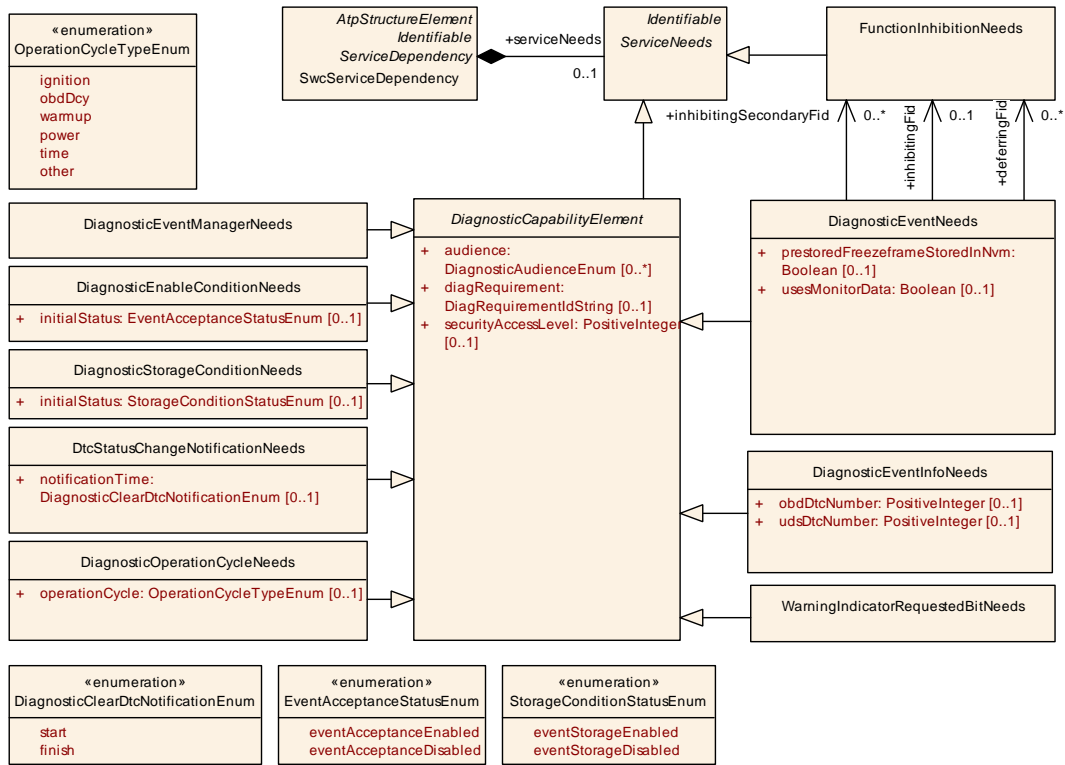 «enumeration»
OperationCycleTypeEnum
ignition
obdDcy
warmup
power
time
other
AtpStructureElement
Identifiable
ServiceDependency
SwcServiceDependency
+serviceNeeds
0..1
Identifiable
ServiceNeeds
FunctionInhibitionNeeds
+inhibitingSecondaryFid
0..*
+inhibitingFid
0..1
+deferringFid
0..*
DiagnosticEventManagerNeeds
DiagnosticEnableConditionNeeds
+ initialStatus: EventAcceptanceStatusEnum [0..1]
DiagnosticStorageConditionNeeds
+ initialStatus: StorageConditionStatusEnum [0..1]
DtcStatusChangeNotificationNeeds
+ notificationTime:
DiagnosticClearDtcNotificationEnum [0..1]
DiagnosticOperationCycleNeeds
+ operationCycle: OperationCycleTypeEnum [0..1]
DiagnosticCapabilityElement
+ audience:
DiagnosticAudienceEnum [0..*]
+ diagRequirement:
DiagRequirementIdString [0..1]
+ securityAccessLevel: PositiveInteger
[0..1]
DiagnosticEventNeeds
+ prestoredFreezeframeStoredInNvm:
Boolean [0..1]
+ usesMonitorData: Boolean [0..1]
DiagnosticEventInfoNeeds
+ obdDtcNumber: PositiveInteger [0..1]
+ udsDtcNumber: PositiveInteger [0..1]
WarningIndicatorRequestedBitNeeds
«enumeration»
DiagnosticClearDtcNotificationEnum
start
finish
«enumeration»
EventAcceptanceStatusEnum
eventAcceptanceEnabled
eventAcceptanceDisabled
«enumeration»
StorageConditionStatusEnum
eventStorageEnabled
eventStorageDisabled